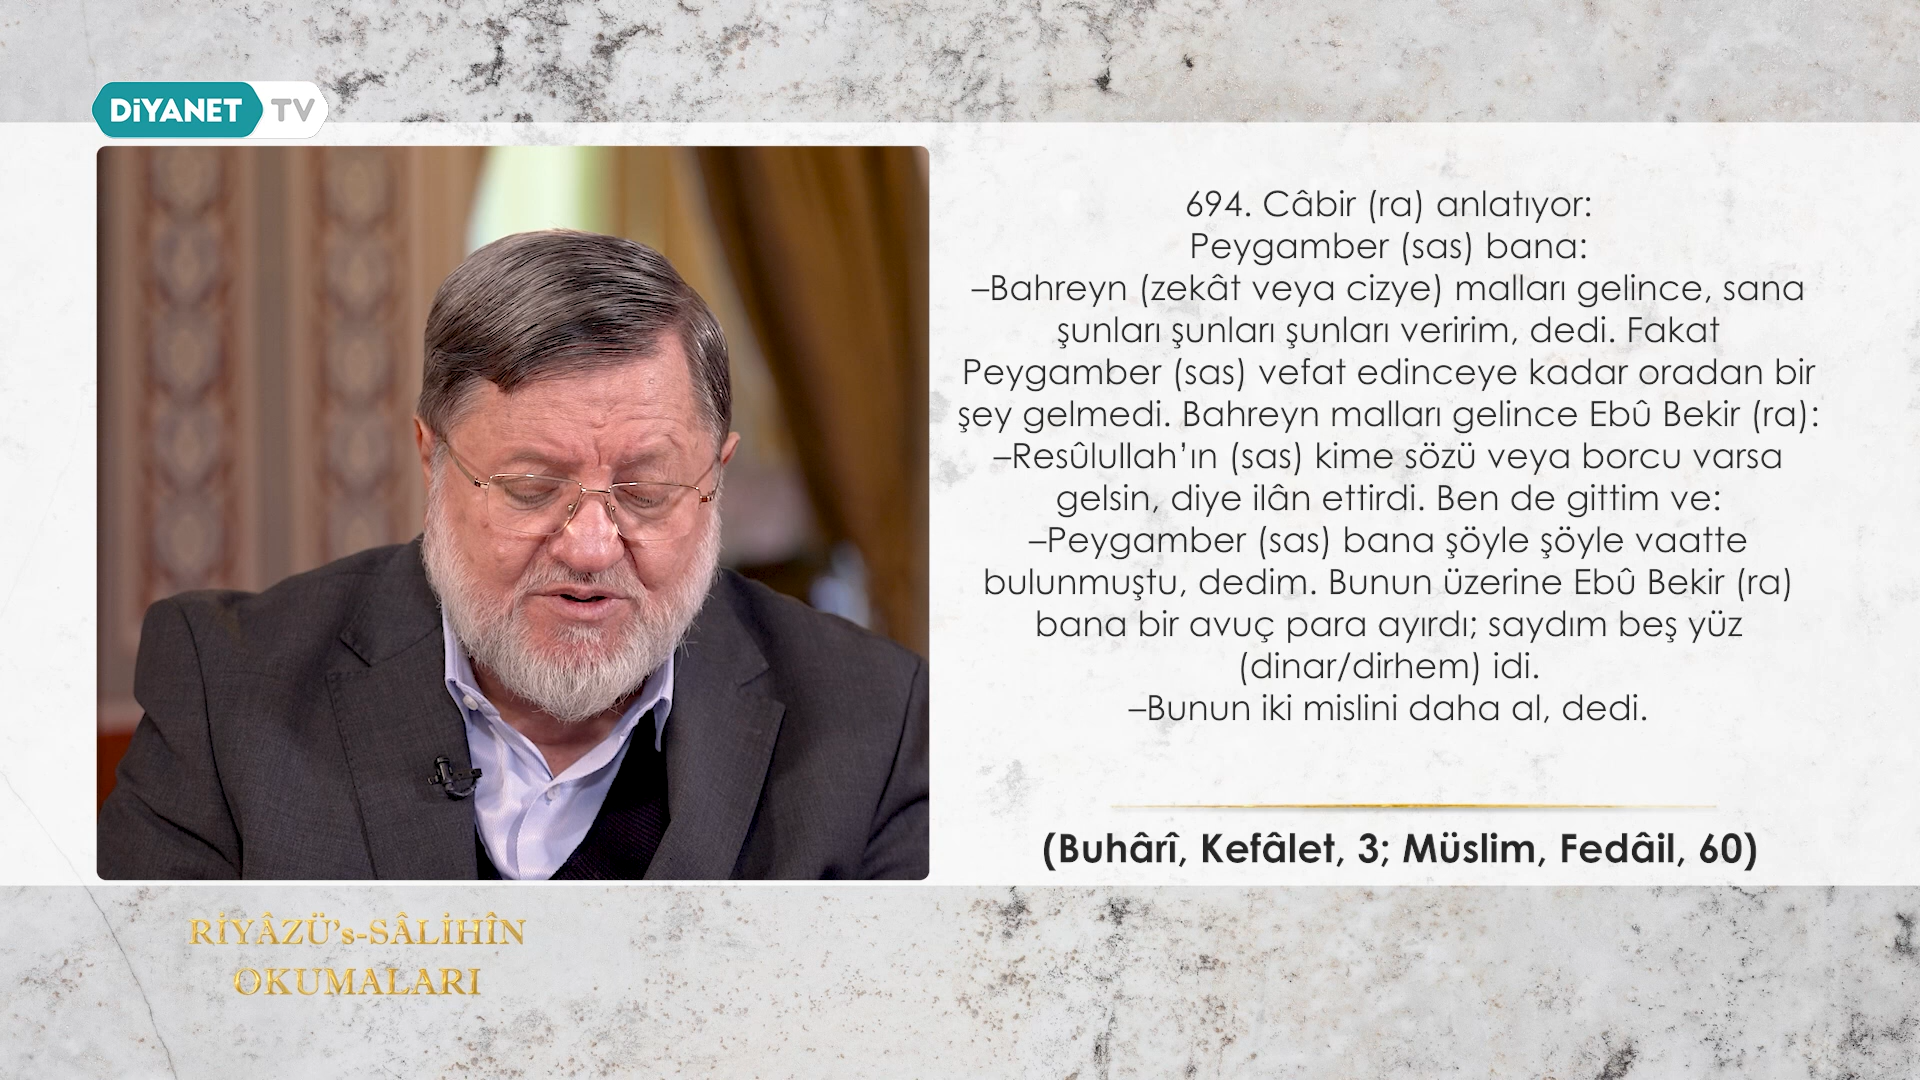 DiYANET TV
694. Câbir (ra) anlatıyor:
Peygamber (sas) bana:
–Bahreyn (zekât veya cizye) malları gelince, sana
şunları şunları şunları veririm, dedi. Fakat
Peygamber (sas) vefat edinceye kadar oradan bir
şey gelmedi. Bahreyn malları gelince Ebû Bekir (ra):
–Resûlullah’ın (sas) kime sözü veya borcu varsa
gelsin, diye ilân ettirdi. Ben de gittim ve:
–Peygamber (sas) bana şöyle şöyle vaatte
bulunmuştu, dedim. Bunun üzerine Ebû Bekir (ra)
bana bir avuç para ayırdı; saydım beş yüz
(dinar/dirhem) idi.
–Bunun iki mislini daha al, dedi.
(Buhârî, Kefâlet, 3; Müslim, Fedâil, 60)
RİYÂZÜ’s-SÂLİHÎN
OKUMALARI